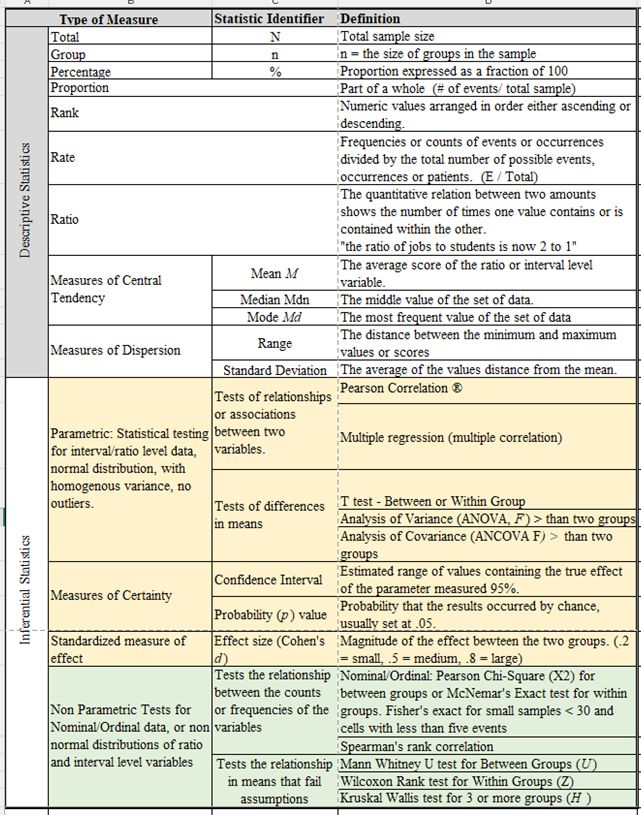 A B C D
Type of Measure Statistic Identifier Definition
Descriptive Statistics
Total N Total sample size
Group n n = the size of groups in the sample
Percentage % Proportion expressed as a fraction of 100
Proportion Part of a whole (# of events/ total sample)
Rank Numeric values arranged in order either ascending or
descending.
Rate Frequencies or counts of events or occurrences
divided by the total number of possible events,
occurrences or patients. (E / Total)
Ratio The quantitative relation between two amounts
shows the number of times one value contains or is
contained within the other.
"the ratio of jobs to students is now 2 to 1"
Measures of Central
Tendency
Mean M The average score of the ratio or interval level
variable.
Median Mdn The middle value of the set of data.
Mode Md The most frequent value of the set of data
Measures of Dispersion
Range The distance between the minimum and maximum
values or scores
Standard Deviation The average of the values distance from the mean.
Inferential Statistics
Parametric: Statistical testing
for interval/ratio level data,
normal distribution, with
homogenous variance, no
outliers.
Tests of relationships
or associations
between two
variables.
Pearson Correlation ®
Multiple regression (multiple correlation)
Tests of differences
in means
T test - Between or Within Group
Analysis of Variance (ANOVA, F) > than two groups
Analysis of Covariance (ANCOVA F) > than two
groups
Measures of Certainty
Confidence Interval Estimated range of values containing the true effect
of the parameter measured 95%.
Probability (p) value Probability that the results occurred by chance,
usually set at .05.
Standardized measure of
effect
Effect size (Cohen's
d)
Magnitude of the effect bewteen the two groups. (.2
= small, .5 = medium, .8 = large)
Non Parametric Tests for
Nominal/Ordinal data, or non
normal distributions of ratio
and interval level variables
Tests the relationship
between the counts
or frequencies of the
variables
Nominal/Ordinal: Pearson Chi-Square (X2) for
between groups or McNemar's Exact test for within
groups. Fisher's exact for small samples < 30 and
cells with less than five events
Spearman's rank correlation
Tests the relationship
in means that fail
assumptions
Mann Whitney U test for Between Groups (U)
Wilcoxon Rank test for Within Groups (Z)
Kruskal Wallis test for 3 or more groups (H )